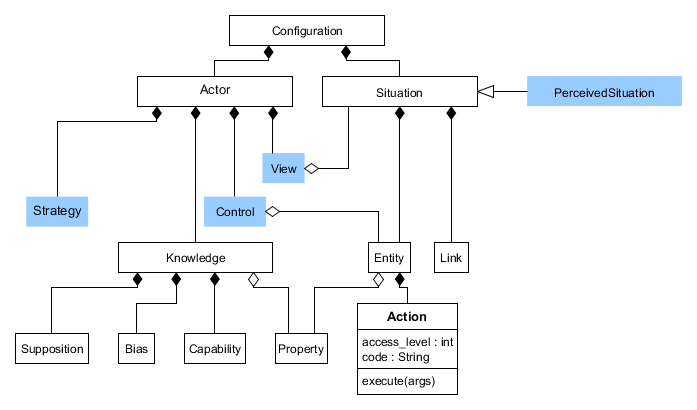 Configuration
Actor
Situation
PerceivedSituation
View
Strategy
Control
Knowledge
Entity
Link
Supposition
Bias
Capability
Property
Action
access_level : int
code : String
execute(args)